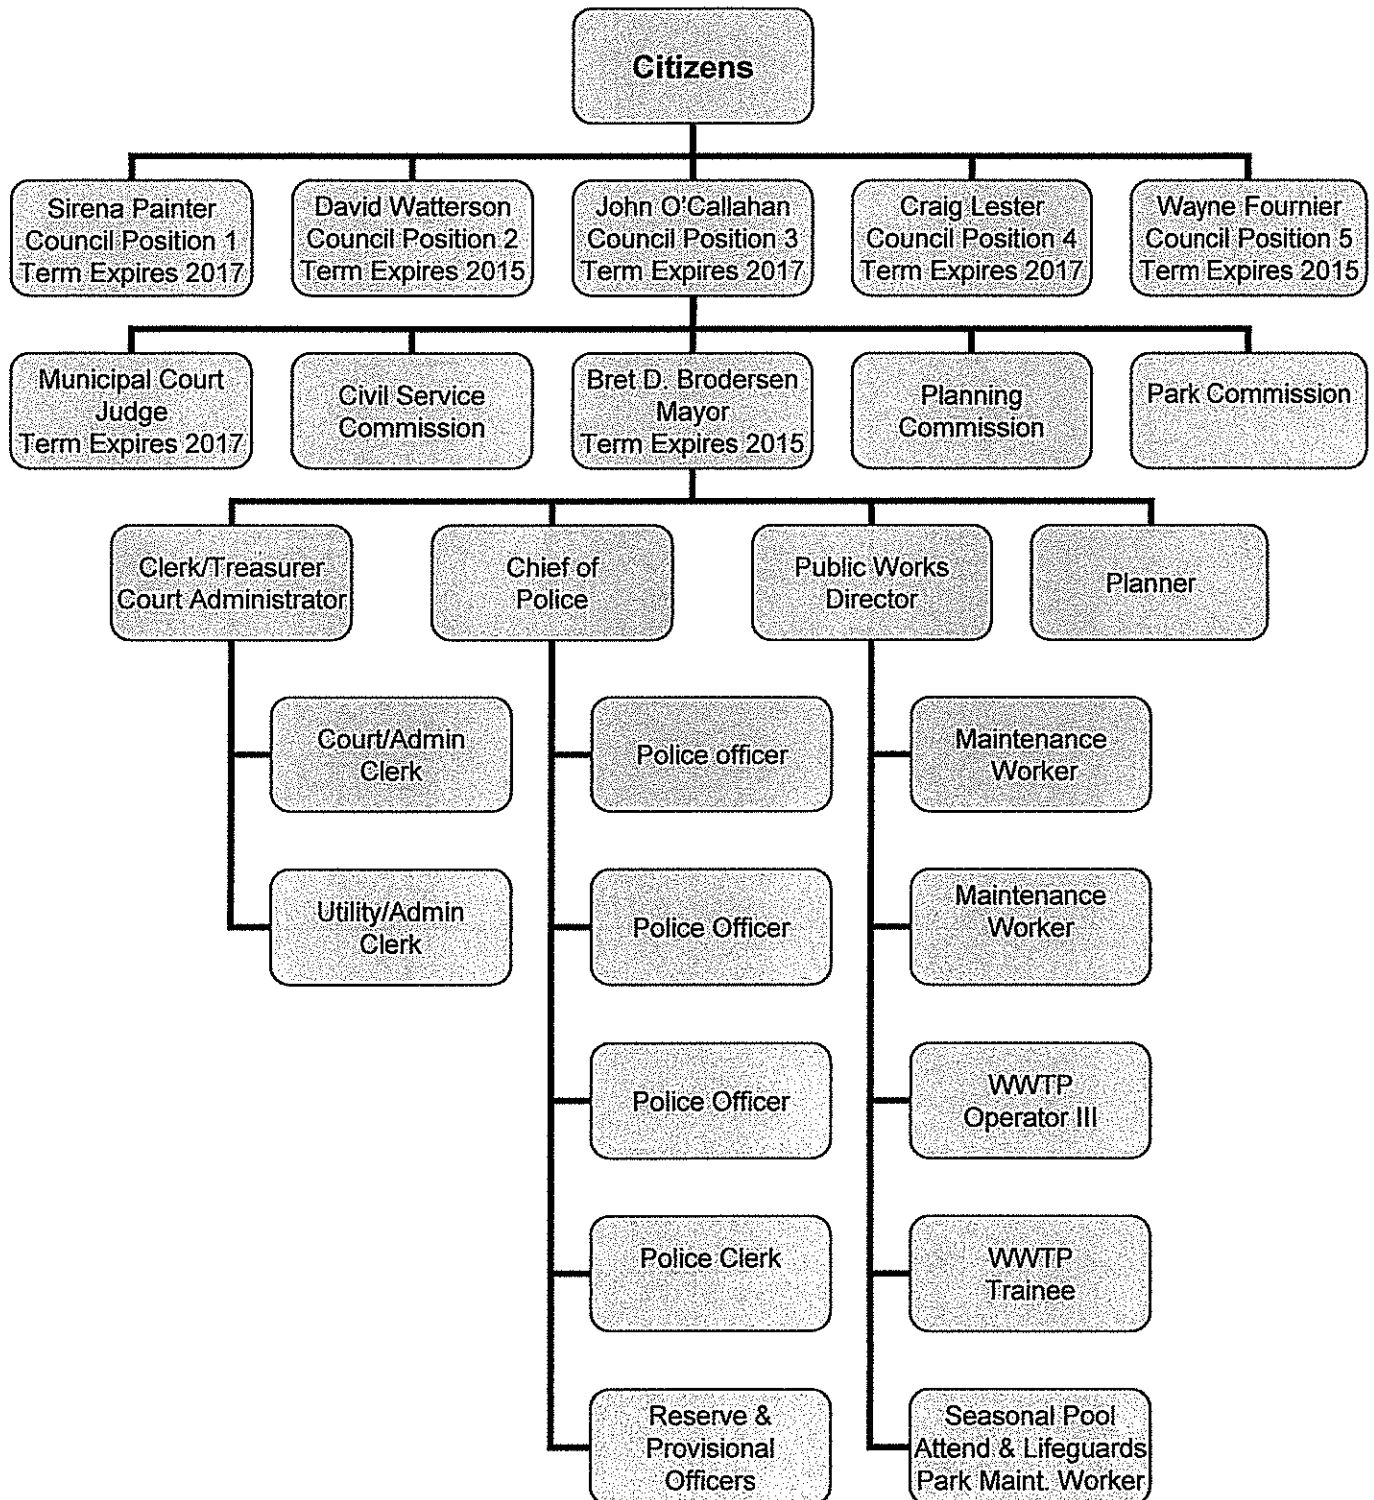 Citizens
Sirena Painter
Council Position 1
Term Expires 2017
David Watterson
Council Position 2
Term Expires 2015
John O'Callahan
Council Position 3
Term Expires 2017
Craig Lester
Council Position 4
Term Expires 2017
Wayne Fournier
Council Position 5
Term Expires 2015
Municipal Court
Judge
Term Expires 2017
Civil Service
Commission
Bret D. Brodersen
Mayor
Term Expires 2015
Planning
Commission
Park Commission
Clerk/Treasurer
Court Administrator
Chief of
Police
Public Works
Director
Planner
Court/Admin
Clerk
Utility/Admin
Clerk
Police officer
Police Officer
Police Officer
Police Clerk
Reserve &
Provisional
Officers
Maintenance
Worker
Maintenance
Worker
WWTP
Operator III
WWTP
Trainee
Seasonal Pool
Attend & Lifeguards
Park Maint. Worker